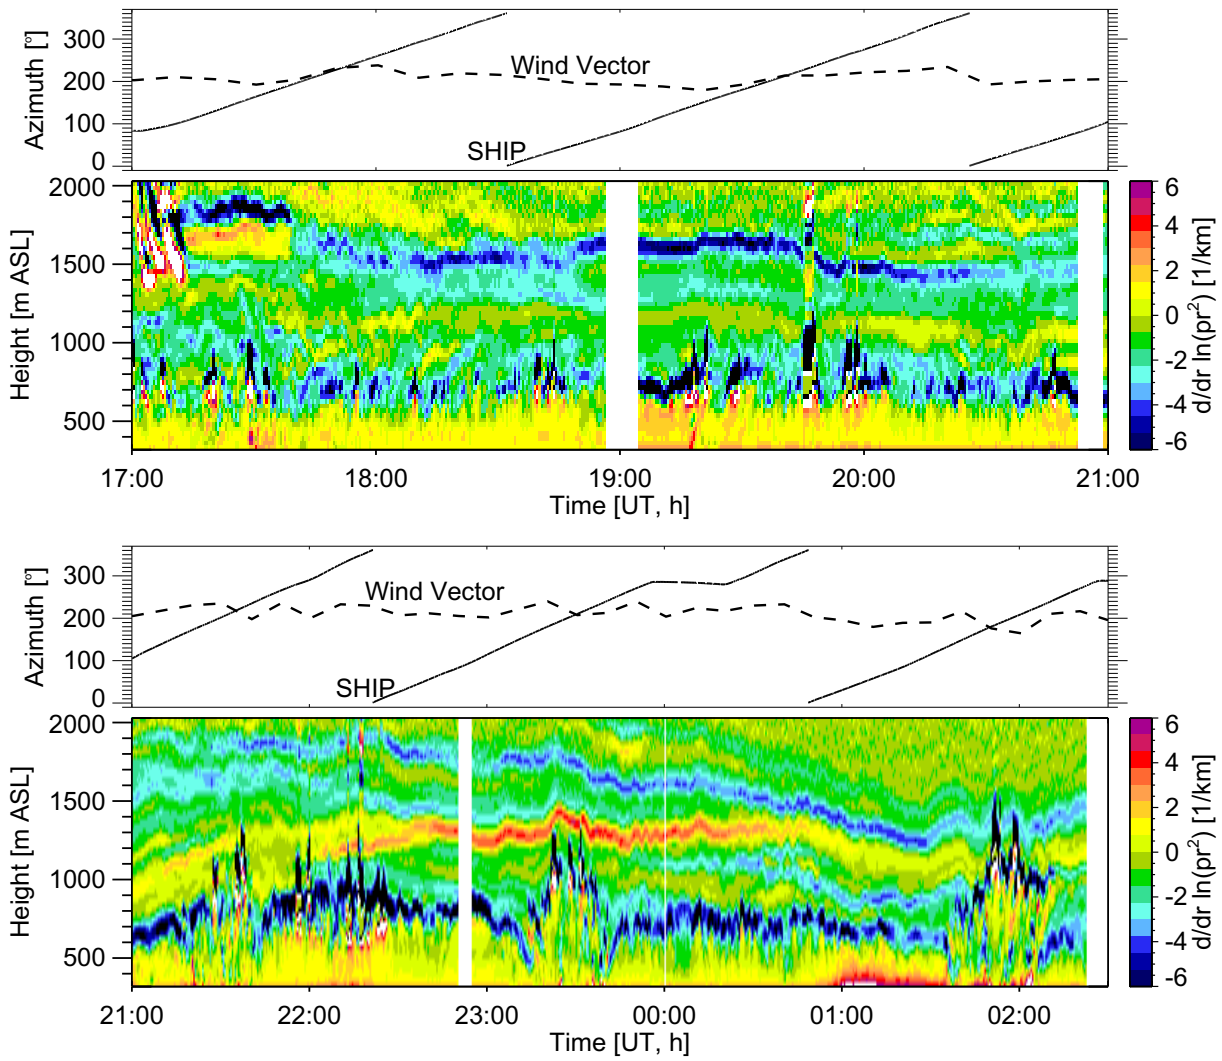 Azimuth [°]
300
200
100
0
Wind Vector
SHIP
Height [m ASL]
2000
1500
1000
500
17:00 18:00 19:00 20:00 21:00
Time [UT, h]
6
4
2
0
-2
-4
-6
d/dr ln(pr²) [1/km]
Azimuth [°]
300
200
100
0
Wind Vector
SHIP
Height [m ASL]
2000
1500
1000
500
21:00 22:00 23:00 00:00 01:00 02:00
Time [UT, h]
6
4
2
0
-2
-4
-6
d/dr ln(pr²) [1/km]